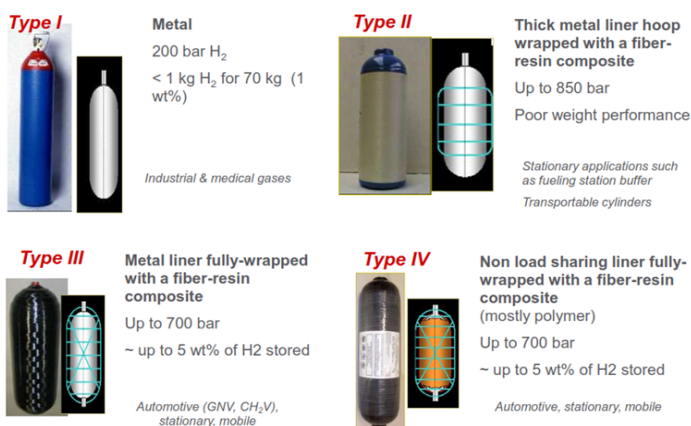 Type I
Metal
200 bar H₂
< 1 kg H₂ for 70 kg (1
wt%)
Industrial & medical gases
Type II
Thick metal liner hoop
wrapped with a fiber-
resin composite
Up to 850 bar
Poor weight performance
Stationary applications such
as fueling station buffer
Transportable cylinders
Type III
Metal liner fully-wrapped
with a fiber-resin
composite
Up to 700 bar
~ up to 5 wt% of H2 stored
Automotive (GNV, CH₂V),
stationary, mobile
Type IV
Non load sharing liner fully-
wrapped with a fiber-resin
composite
(mostly polymer)
Up to 700 bar
~ up to 5 wt% of H2 stored
Automotive, stationary, mobile